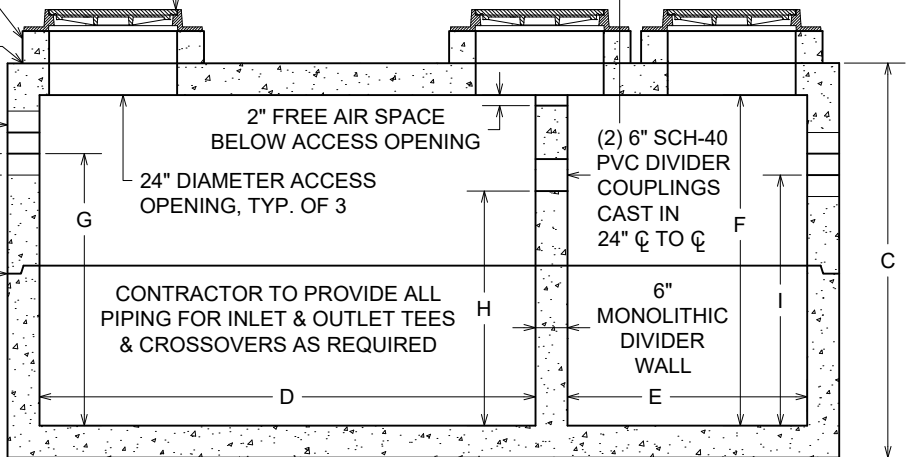 2" FREE AIR SPACE
BELOW ACCESS OPENING
24" DIAMETER ACCESS
OPENING, TYP. OF 3
(2) 6" SCH-40
PVC DIVIDER
COUPLINGS
CAST IN
24" ℄ TO ℄
G
F
C
H
I
CONTRACTOR TO PROVIDE ALL
PIPING FOR INLET & OUTLET TEES
& CROSSOVERS AS REQUIRED
6"
MONOLITHIC
DIVIDER
WALL
D
E